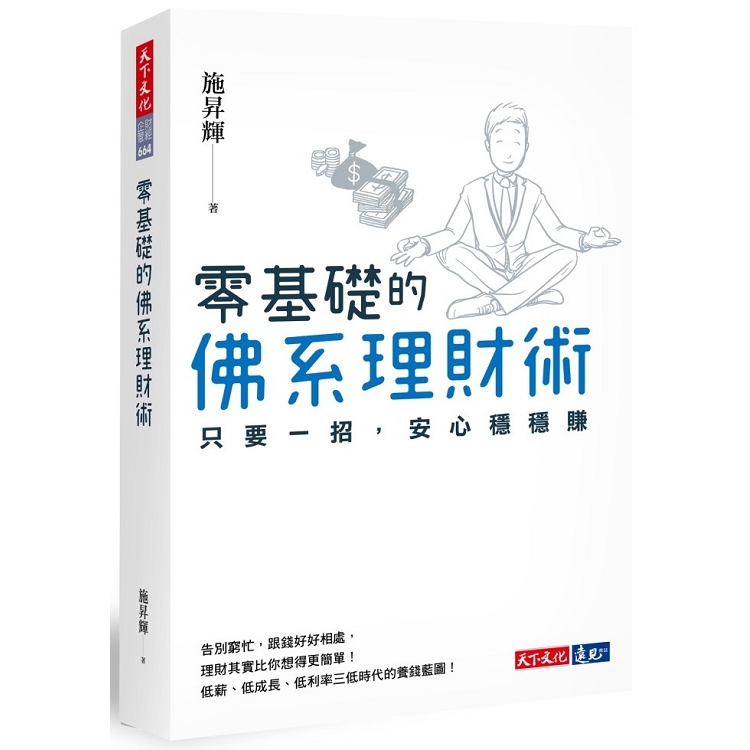 天下文化
財經
企管
664
零基礎的佛系理財術
施昇輝
著
施昇輝
著
$
零基礎的
佛系理財術
只要一招，安心穩穩賺
告別窮忙，跟錢好好相處，
理財其實比你想得更簡單！
低薪、低成長、低利率三低時代的養錢藍圖！
天下文化
遠見